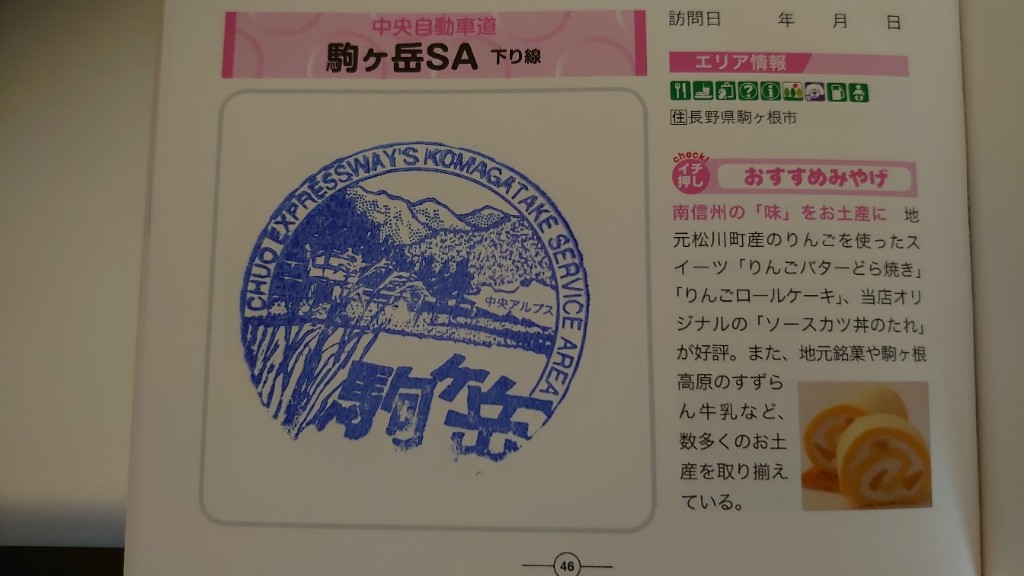 中央自動車道
駒ヶ岳SA 下り線
CHUO EXPRESSWAY'S KOMAGATAKE SERVICE AREA
中央アルプス
駒ヶ岳
訪問日 年 月 日
エリア情報
住長野県駒ヶ根市
check!
イチ
押し
おすすめみやげ
南信州の「味」をお土産に 地
元松川町産のりんごを使ったス
イーツ「りんごバターどら焼き」
「りんごロールケーキ」、当店オリ
ジナルの「ソースカツ丼のたれ」
が好評。また、地元銘菓や駒ヶ根
高原のすずら
ん牛乳など、
数多くのお土
産を取り揃え
ている。
46